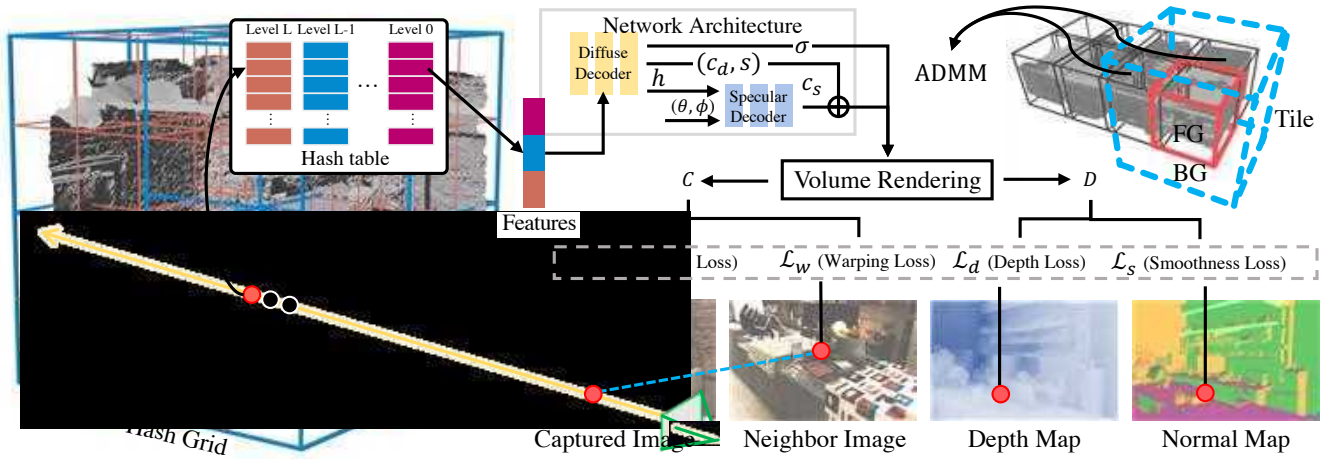 Level L Level L-1 Level 0
...
Hash table
Features
Network Architecture
Diffuse
Decoder
σ
(c_d, s)
h
(θ, ϕ)
Specular
Decoder
c_s
ADMM
FG
BG
Tile
C
Volume Rendering
D
Loss)
ℒ_w (Warping Loss)
ℒ_d (Depth Loss)
ℒ_s (Smoothness Loss)
Hash Grid
Captured Image
Neighbor Image
Depth Map
Normal Map